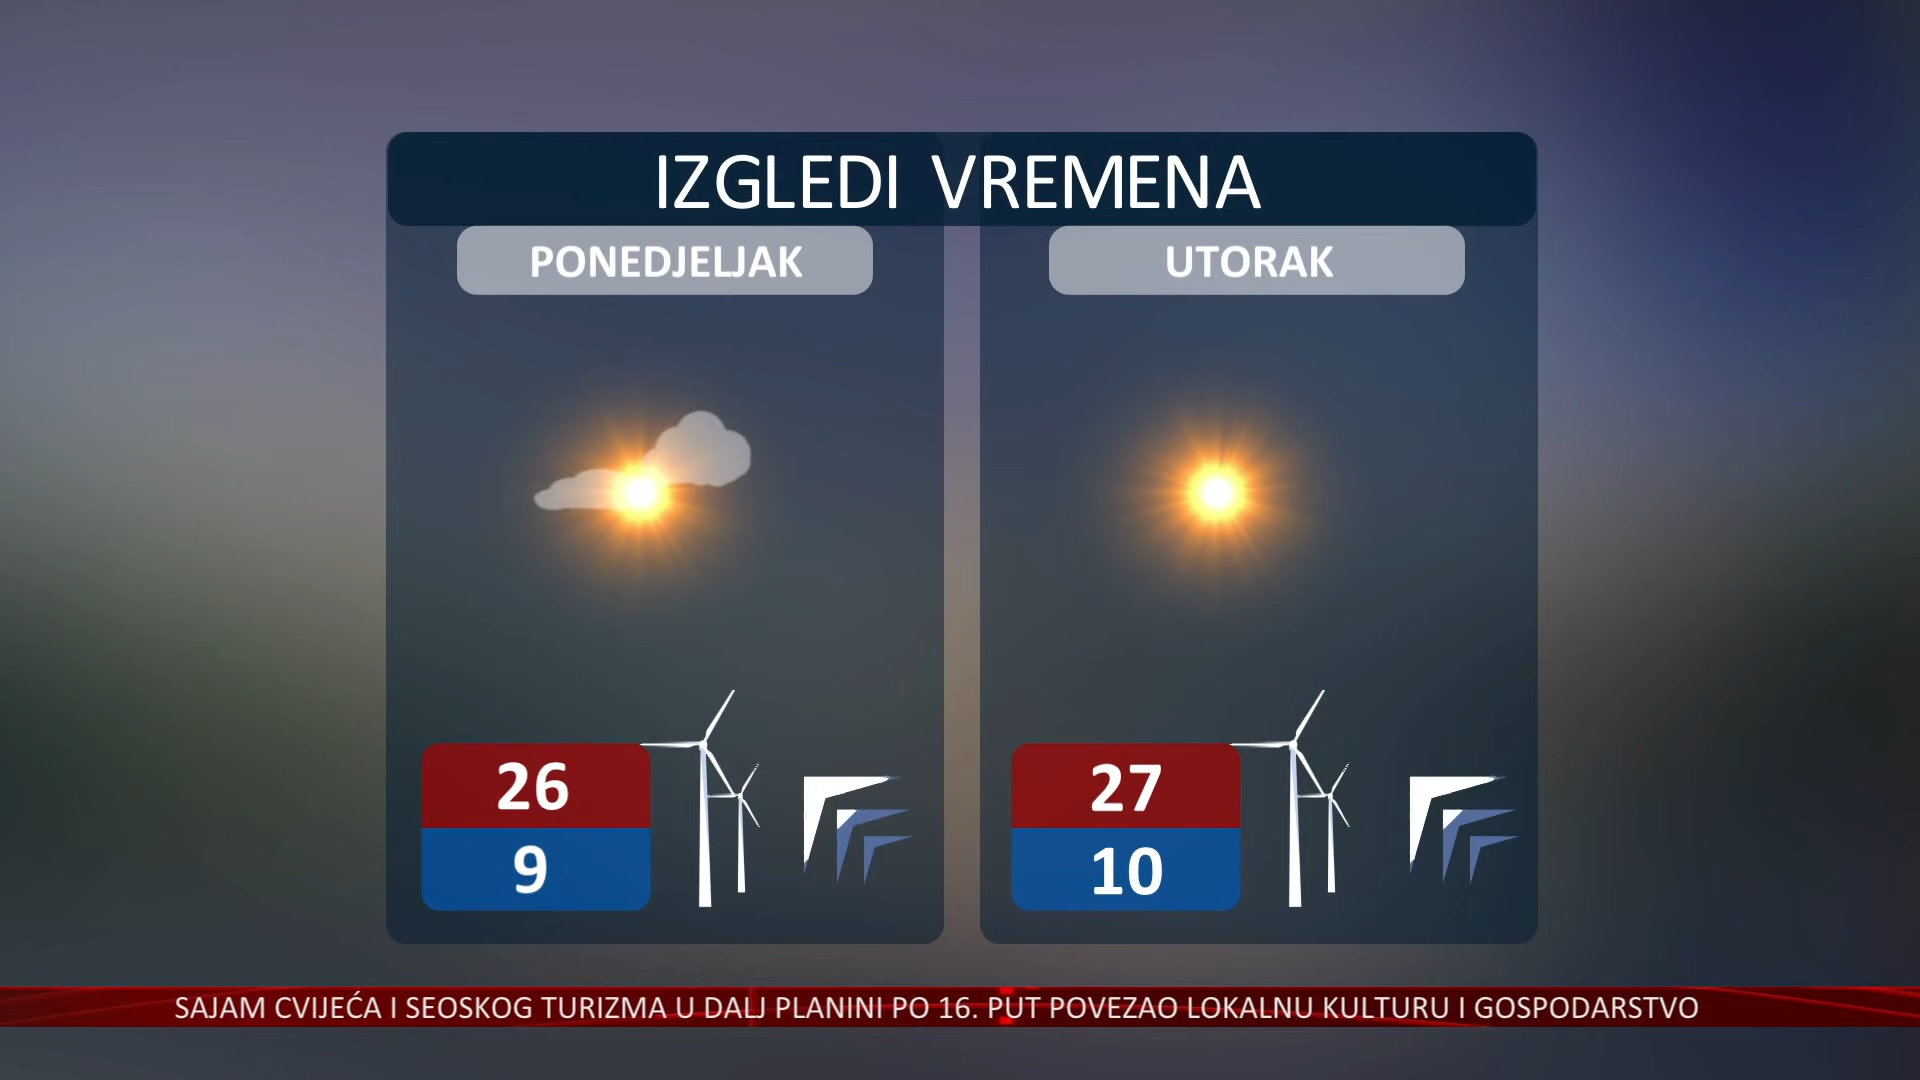 IZGLEDI VREMENA
PONEDJELJAK
UTORAK
26
9
27
10
SAJAM CVIJEĆA I SEOSKOG TURIZMA U DALJ PLANINI PO 16. PUT POVEZAO LOKALNU KULTURU I GOSPODARSTVO